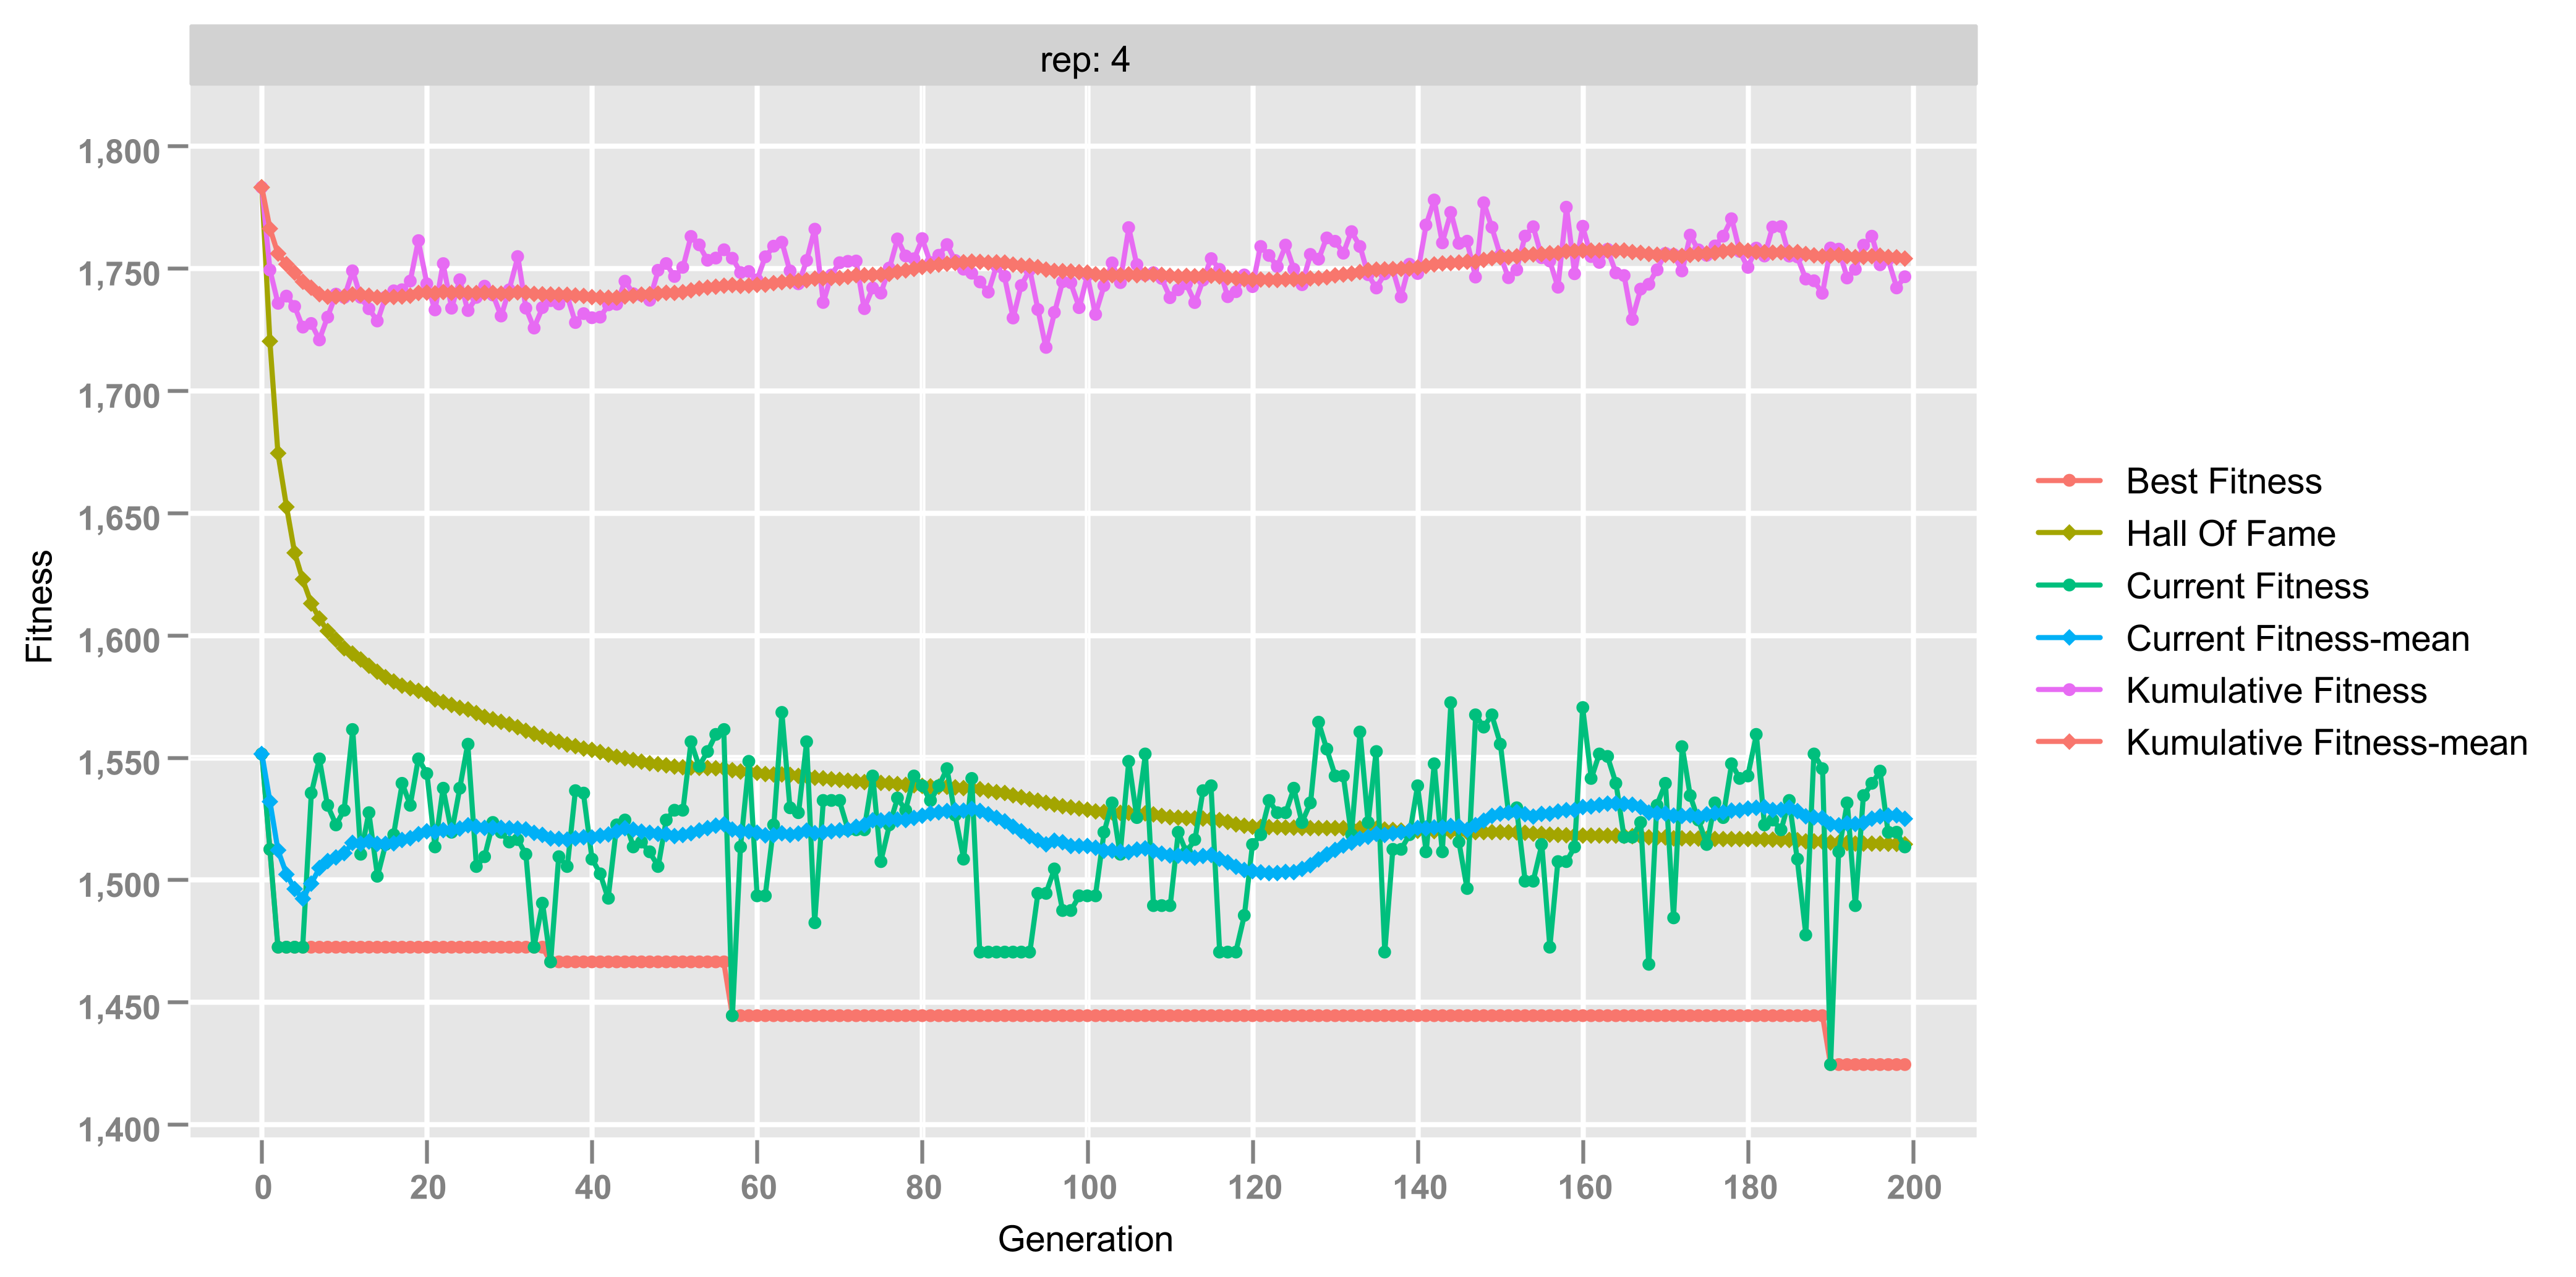 rep: 4
1,800
1,750
1,700
1,650
1,600
1,550
1,500
1,450
1,400
Fitness
0 20 40 60 80 100 120 140 160 180 200
Generation
Best Fitness
Hall Of Fame
Current Fitness
Current Fitness-mean
Kumulative Fitness
Kumulative Fitness-mean